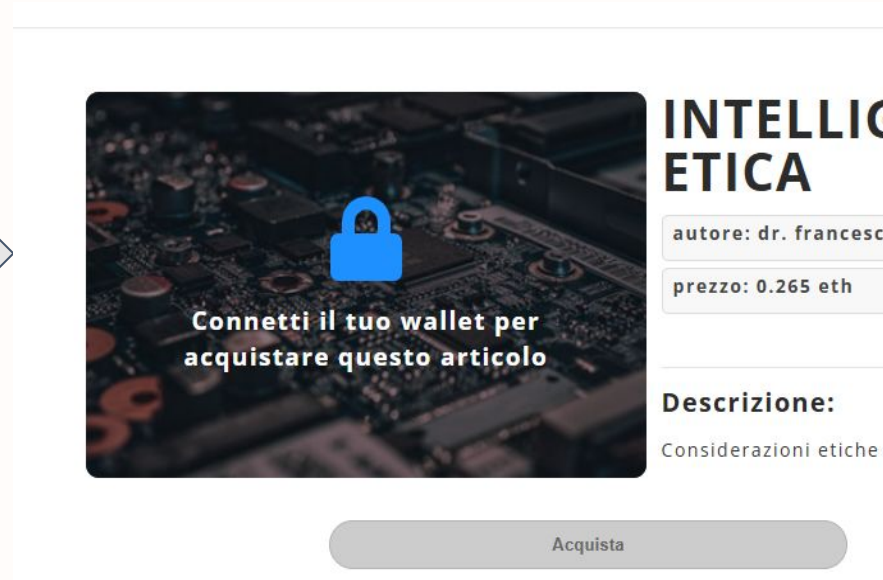 INTELLIG
ETICA
autore: dr. francesc
prezzo: 0.265 eth
Connetti il tuo wallet per
acquistare questo articolo
Descrizione:
Considerazioni etiche
Acquista